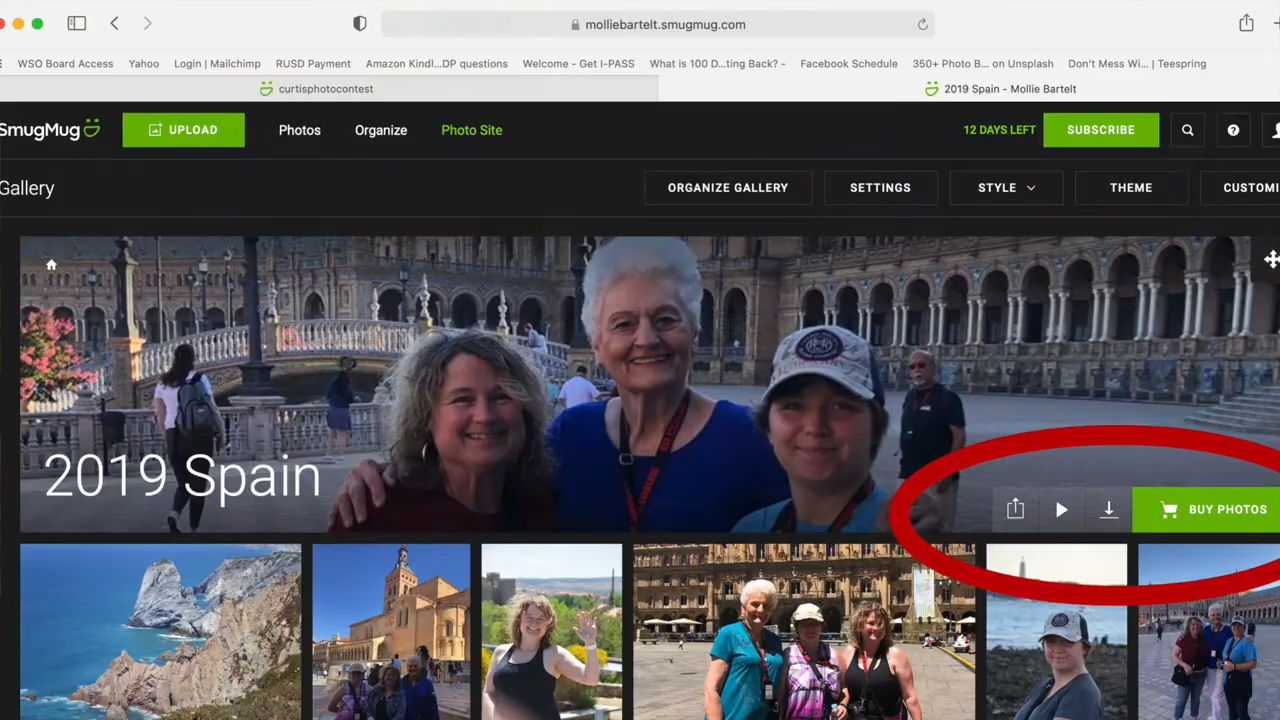 molliebartelt.smugmug.com
WSO Board Access Yahoo Login | Mailchimp RUSD Payment Amazon Kindl...DP questions Welcome - Get I-PASS What is 100 D...ting Back? - Facebook Schedule 350+ Photo B... on Unsplash Don't Mess Wi... | Teespring
curtisphotocontest 2019 Spain - Mollie Bartelt
SmugMug UPLOAD Photos Organize Photo Site 12 DAYS LEFT SUBSCRIBE
Gallery ORGANIZE GALLERY SETTINGS STYLE THEME CUSTOMI
2019 Spain
BUY PHOTOS